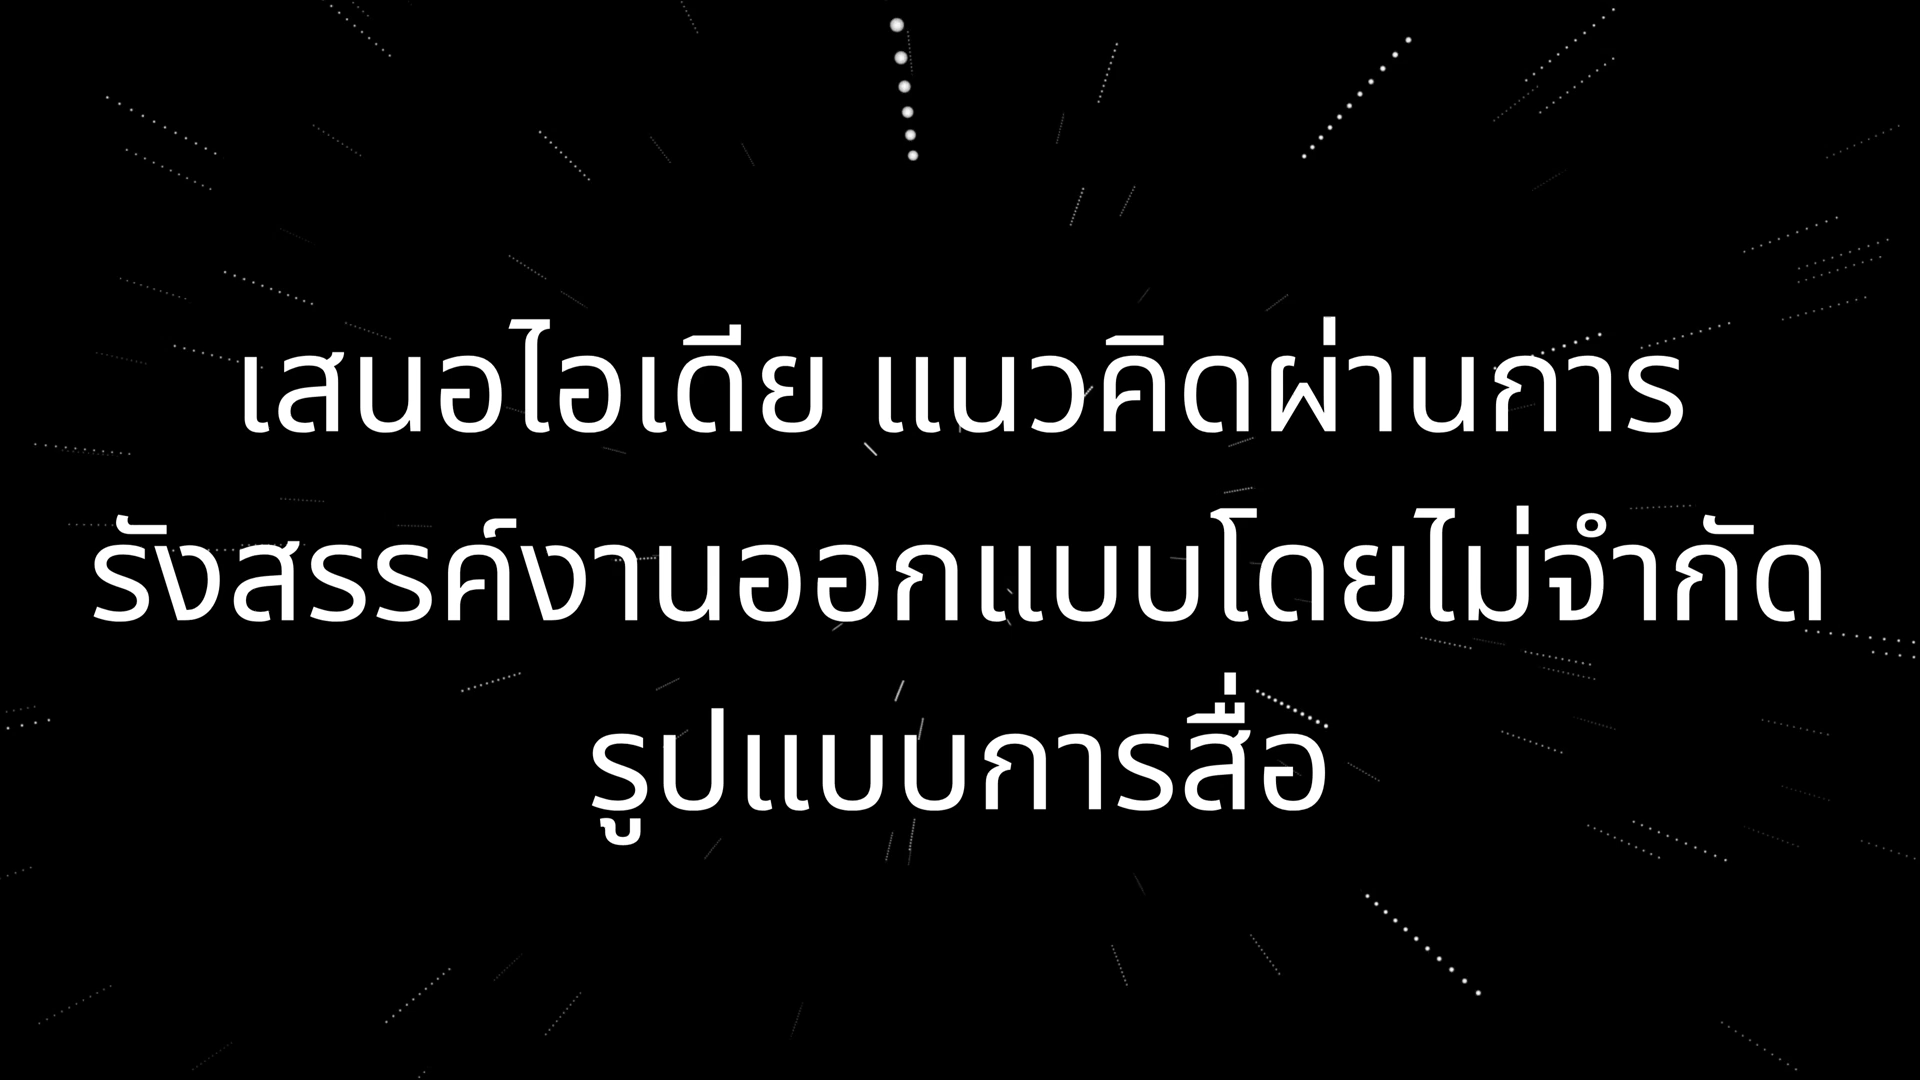 เสนอไอเดีย แนวคิดผ่านการ
รังสรรค์งานออกแบบโดยไม่จำกัด
รูปแบบการสื่อ